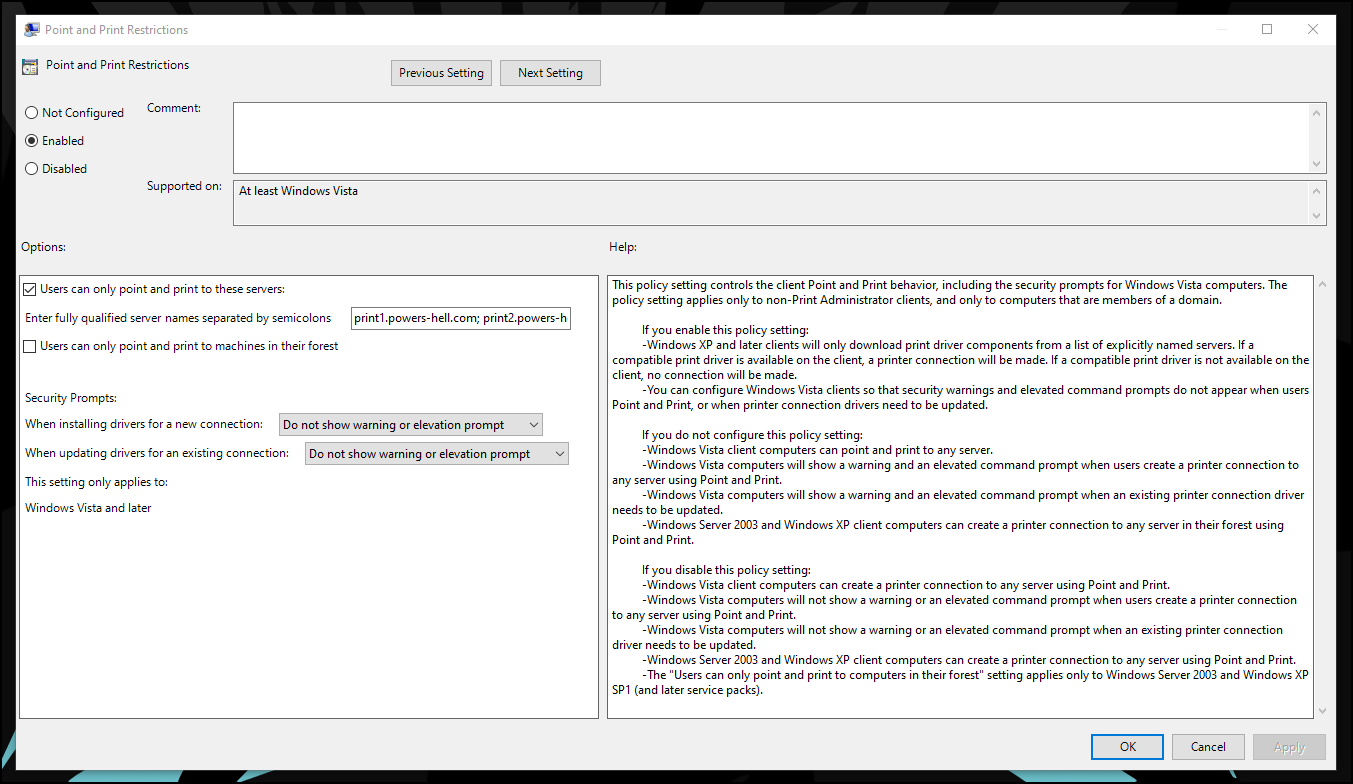 Point and Print Restrictions
Point and Print Restrictions
Previous Setting
Next Setting
Not Configured
Enabled
Disabled
Comment:
Supported on:
At least Windows Vista
Options:
Help:
Users can only point and print to these servers:
Enter fully qualified server names separated by semicolons
print1.powers-hell.com; print2.powers-h
Users can only point and print to machines in their forest
Security Prompts:
When installing drivers for a new connection:
Do not show warning or elevation prompt
When updating drivers for an existing connection:
Do not show warning or elevation prompt
This setting only applies to:
Windows Vista and later
This policy setting controls the client Point and Print behavior, including the security prompts for Windows Vista computers. The
policy setting applies only to non-Print Administrator clients, and only to computers that are members of a domain.
If you enable this policy setting:
-Windows XP and later clients will only download print driver components from a list of explicitly named servers. If a
compatible print driver is available on the client, a printer connection will be made. If a compatible print driver is not available on the
client, no connection will be made.
-You can configure Windows Vista clients so that security warnings and elevated command prompts do not appear when users
Point and Print, or when printer connection drivers need to be updated.
If you do not configure this policy setting:
-Windows Vista client computers can point and print to any server.
-Windows Vista computers will show a warning and an elevated command prompt when users create a printer connection to
any server using Point and Print.
-Windows Vista computers will show a warning and an elevated command prompt when an existing printer connection driver
needs to be updated.
-Windows Server 2003 and Windows XP client computers can create a printer connection to any server in their forest using
Point and Print.
If you disable this policy setting:
-Windows Vista client computers can create a printer connection to any server using Point and Print.
-Windows Vista computers will not show a warning or an elevated command prompt when users create a printer connection
to any server using Point and Print.
-Windows Vista computers will not show a warning or an elevated command prompt when an existing printer connection
driver needs to be updated.
-Windows Server 2003 and Windows XP client computers can create a printer connection to any server using Point and Print.
-The "Users can only point and print to computers in their forest" setting applies only to Windows Server 2003 and Windows XP
SP1 (and later service packs).
OK
Cancel
Apply